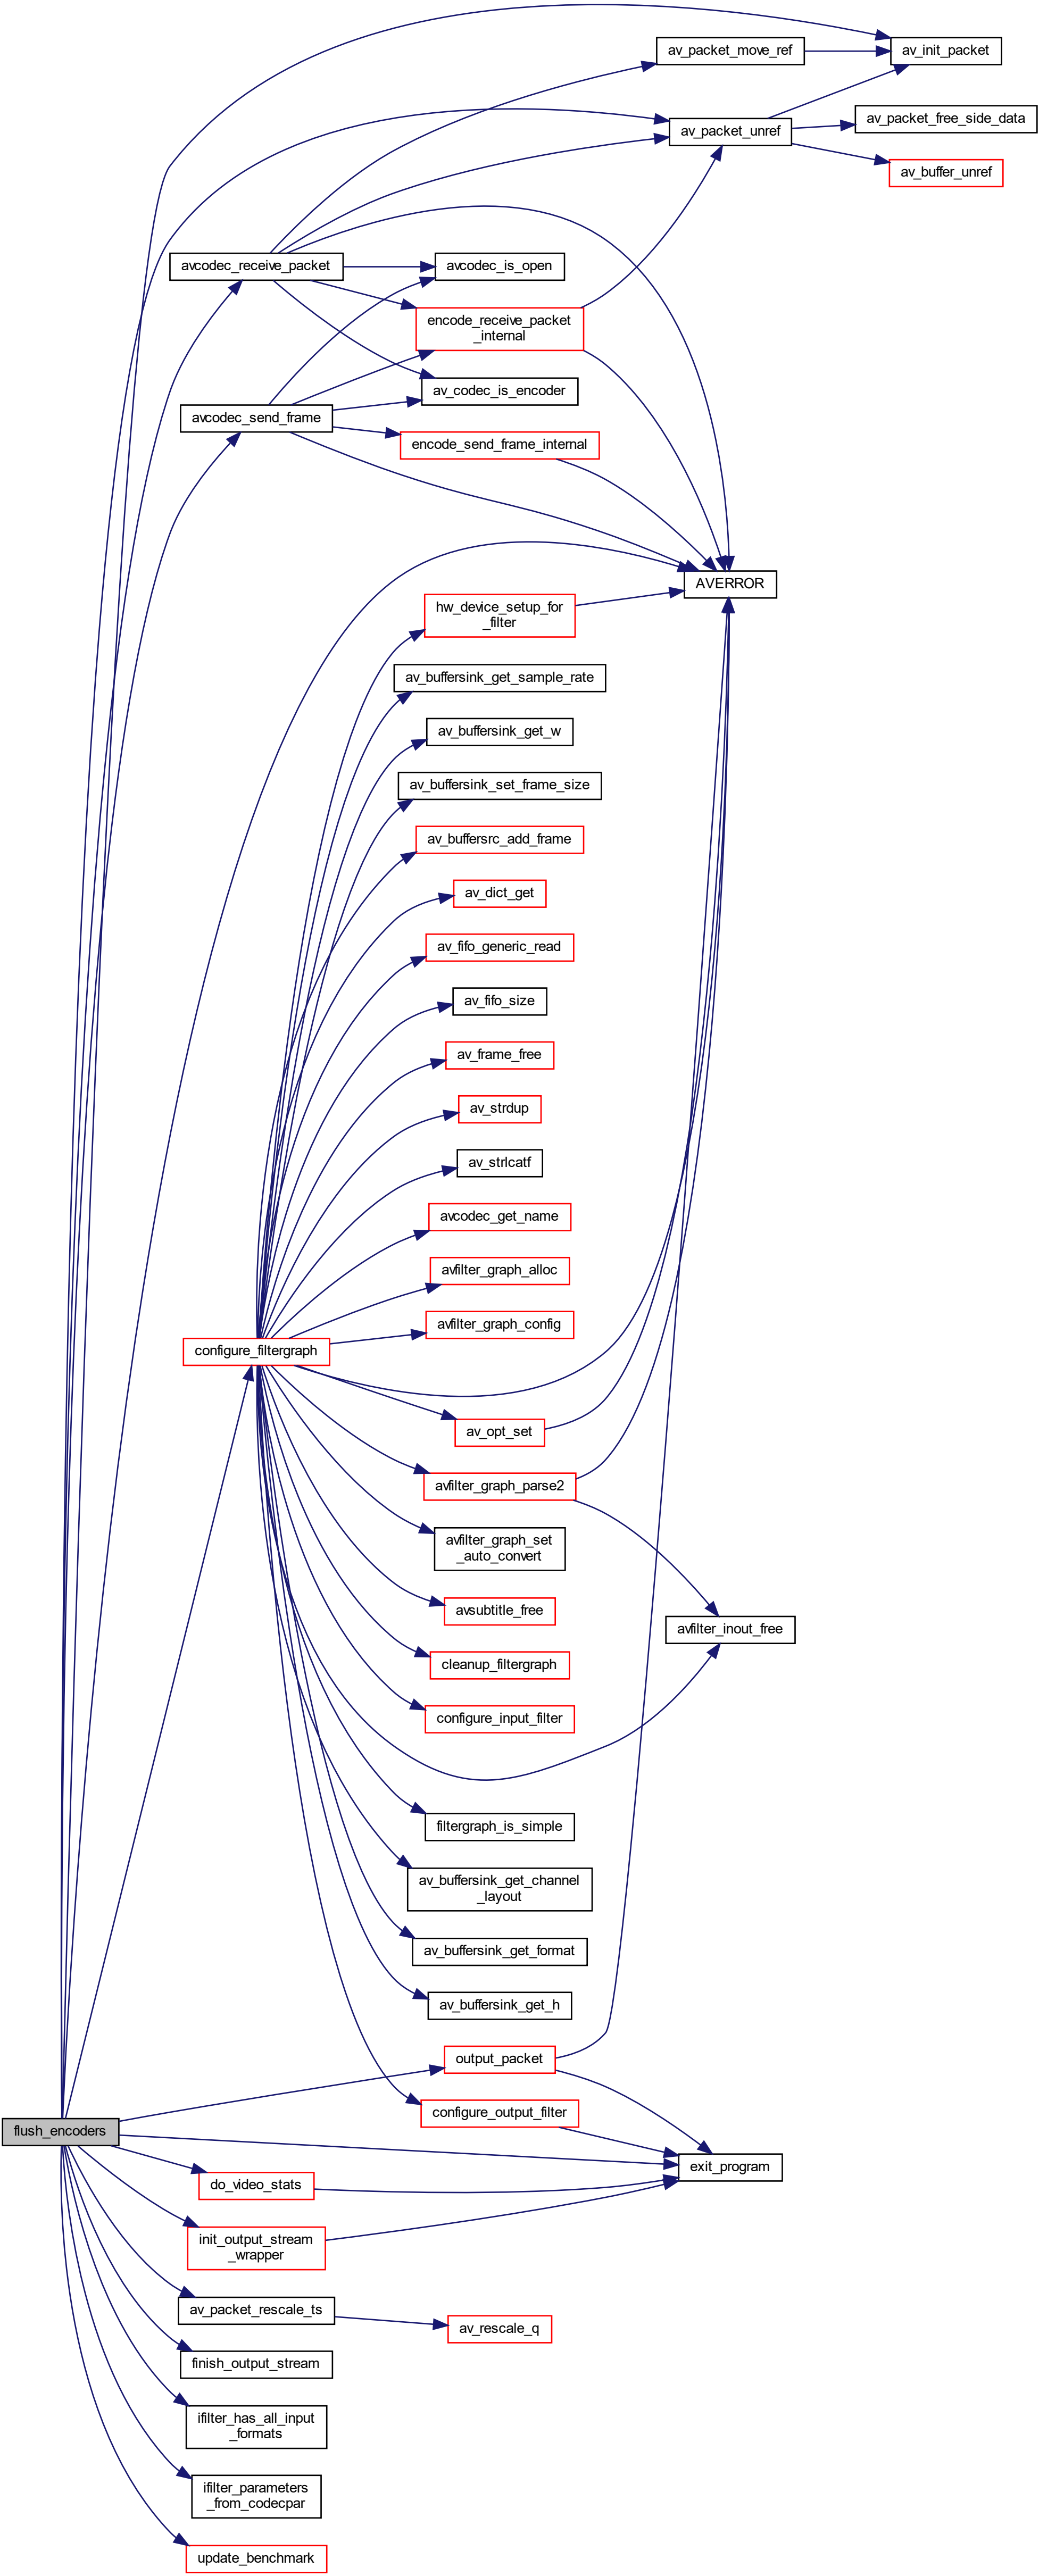 av_packet_move_ref
av_init_packet
av_packet_free_side_data
av_packet_unref
av_buffer_unref
avcodec_receive_packet
avcodec_is_open
encode_receive_packet
_internal
av_codec_is_encoder
avcodec_send_frame
encode_send_frame_internal
AVERROR
hw_device_setup_for
_filter
av_buffersink_get_sample_rate
av_buffersink_get_w
av_buffersink_set_frame_size
av_buffersrc_add_frame
av_dict_get
av_fifo_generic_read
av_fifo_size
av_frame_free
av_strdup
av_strlcatf
avcodec_get_name
avfilter_graph_alloc
avfilter_graph_config
configure_filtergraph
av_opt_set
avfilter_graph_parse2
avfilter_graph_set
_auto_convert
avsubtitle_free
avfilter_inout_free
cleanup_filtergraph
configure_input_filter
filtergraph_is_simple
av_buffersink_get_channel
_layout
av_buffersink_get_format
av_buffersink_get_h
output_packet
configure_output_filter
flush_encoders
exit_program
do_video_stats
init_output_stream
_wrapper
av_packet_rescale_ts
av_rescale_q
finish_output_stream
ifilter_has_all_input
_formats
ifilter_parameters
_from_codecpar
update_benchmark